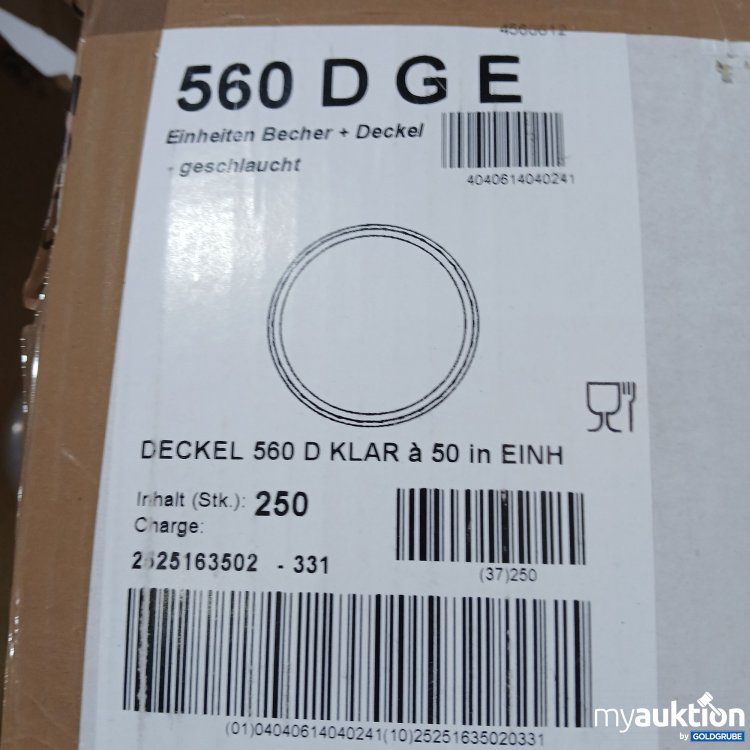 560 D G E
Einheiten Becher + Deckel
- geschlaucht
4040614040241
DECKEL 560 D KLAR à 50 in EINH
Inhalt (Stk.): 250
Charge:
2525163502 - 331
(37)250
(01)04040614040241(10)25251635020331
myauktion
by GOLDGRUBE